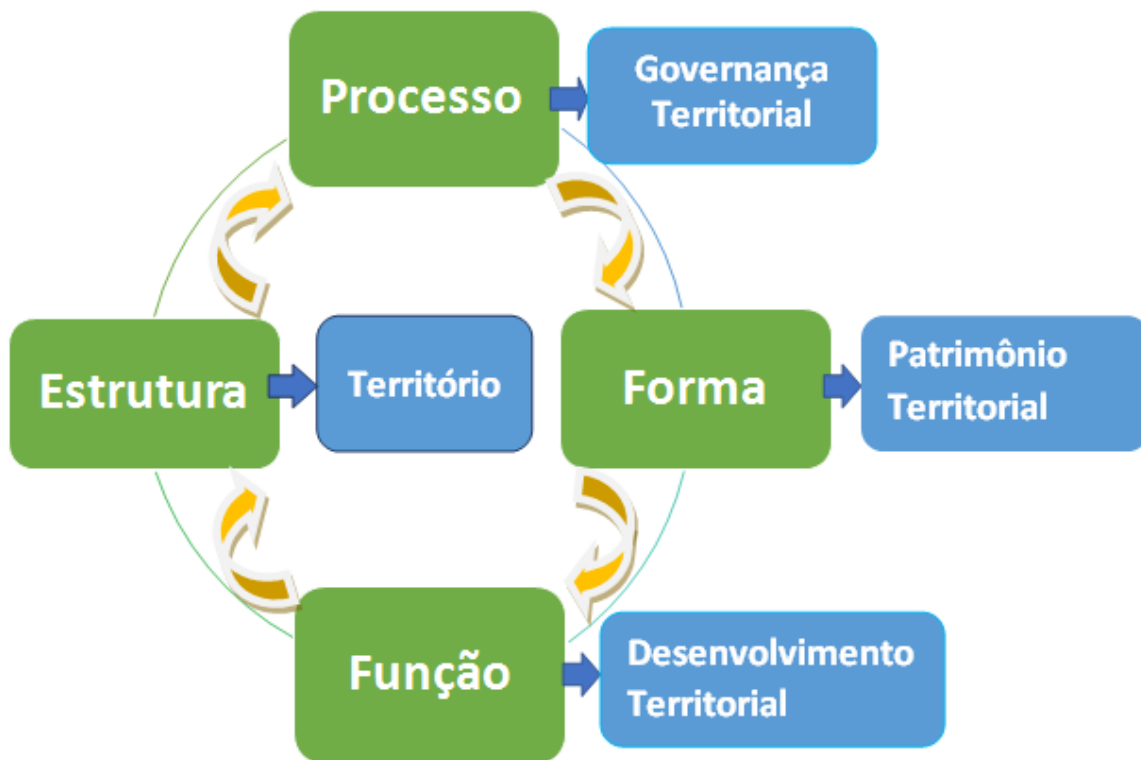 Processo
Governança
Territorial
Estrutura
Território
Forma
Patrimônio
Territorial
Função
Desenvolvimento
Territorial